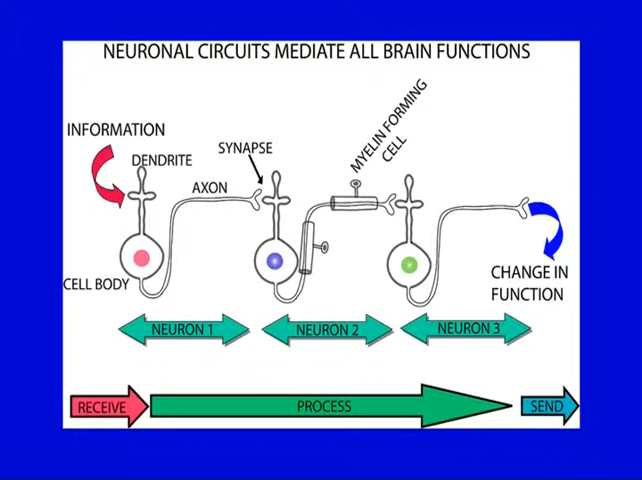 NEURONAL CIRCUITS MEDIATE ALL BRAIN FUNCTIONS
INFORMATION
DENDRITE
SYNAPSE
AXON
MYELIN FORMING
CELL
CELL BODY
CHANGE IN
FUNCTION
NEURON 1
NEURON 2
NEURON 3
RECEIVE
PROCESS
SEND